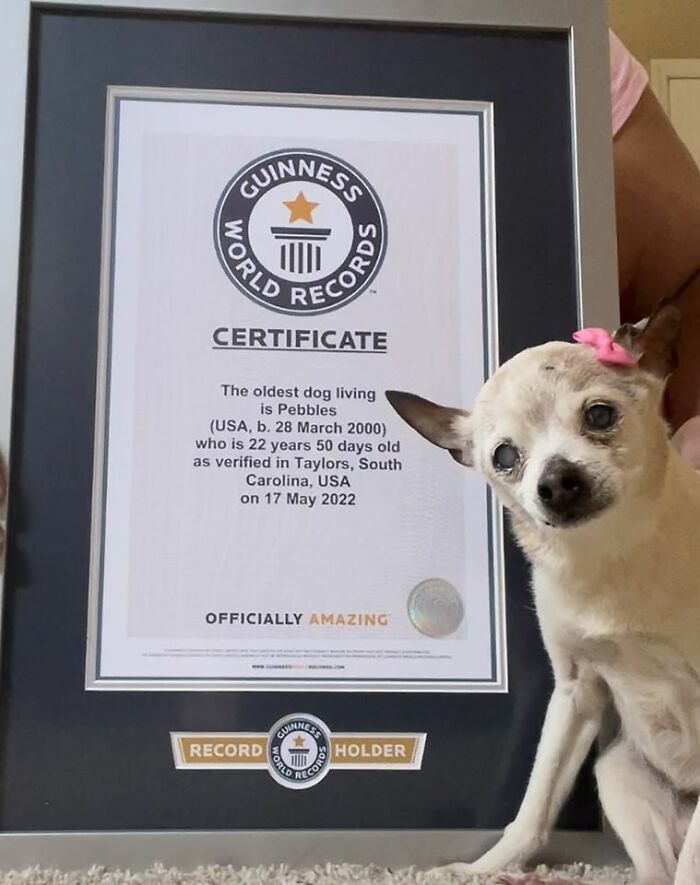 GUINNESS
WORLD RECORDS
™
CERTIFICATE
The oldest dog living
is Pebbles
(USA, b. 28 March 2000)
who is 22 years 50 days old
as verified in Taylors, South
Carolina, USA
on 17 May 2022
OFFICIALLY AMAZING
RECORD
GUINNESS
WORLD RECORDS
HOLDER